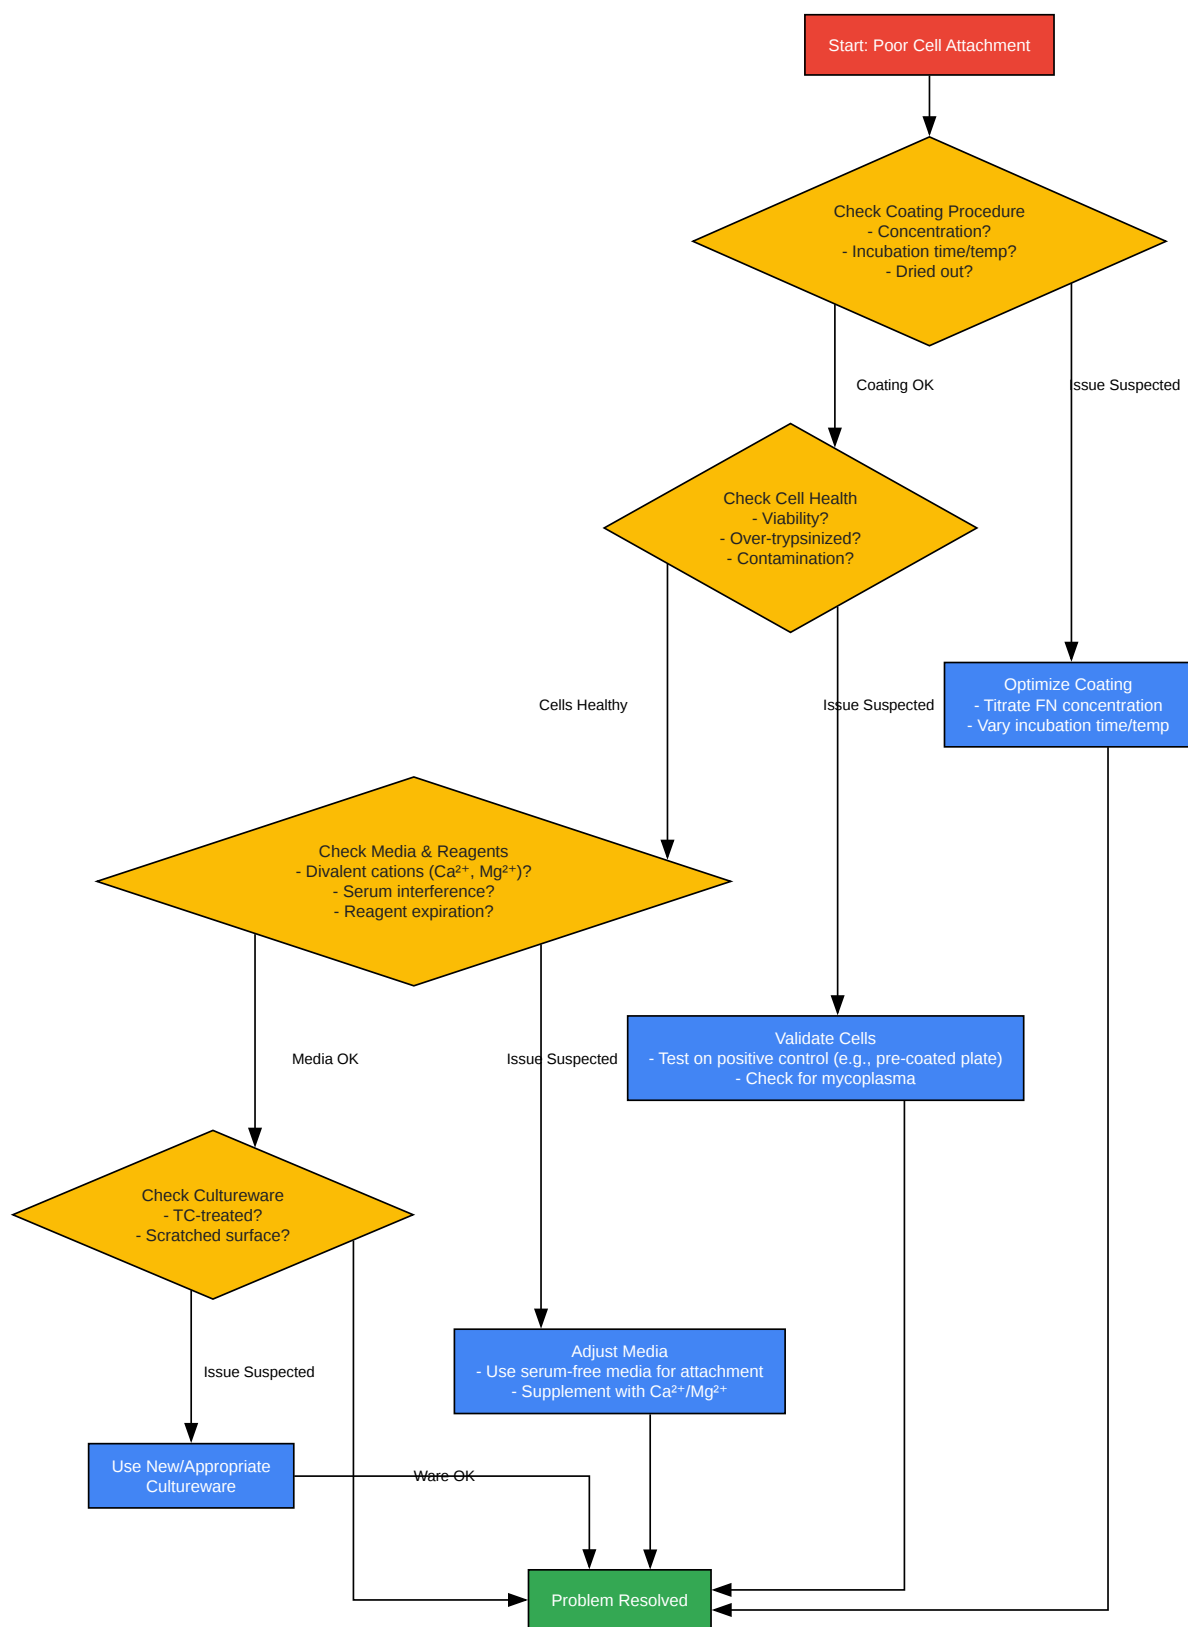 Start: Poor Cell Attachment
Check Coating Procedure
- Concentration?
- Incubation time/temp?
- Dried out?
Coating OK
Issue Suspected
Check Cell Health
- Viability?
- Over-trypsinized?
- Contamination?
Cells Healthy
Issue Suspected
Optimize Coating
- Titrate FN concentration
- Vary incubation time/temp
Check Media & Reagents
- Divalent cations (Ca²⁺, Mg²⁺)?
- Serum interference?
- Reagent expiration?
Media OK
Issue Suspected
Validate Cells
- Test on positive control (e.g., pre-coated plate)
- Check for mycoplasma
Check Cultureware
- TC-treated?
- Scratched surface?
Issue Suspected
Adjust Media
- Use serum-free media for attachment
- Supplement with Ca²⁺/Mg²⁺
Use New/Appropriate
Cultureware
Ware OK
Problem Resolved